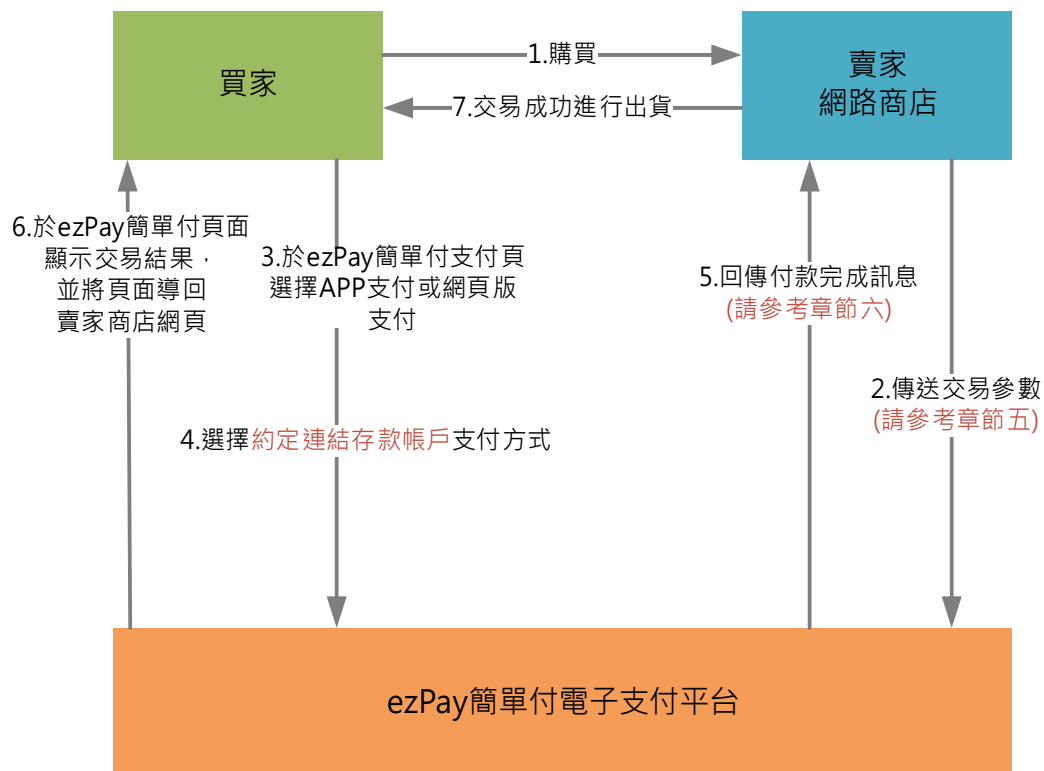 買家
1.購買
賣家
網路商店
7.交易成功進行出貨
6.於ezPay簡單付頁面
顯示交易結果，
並將頁面導回
賣家商店網頁
3.於ezPay簡單付支付頁
選擇APP支付或網頁版
支付
5.回傳付款完成訊息
(請參考章節六)
2.傳送交易參數
(請參考章節五)
4.選擇約定連結存款帳戶支付方式
ezPay簡單付電子支付平台